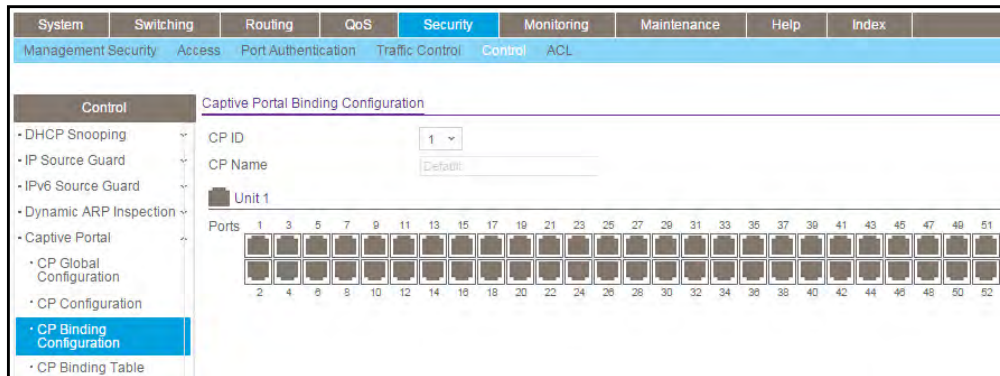 System Switching Routing QoS Security Monitoring Maintenance Help Index
Management Security Access Port Authentication Traffic Control Control ACL
Control
Captive Portal Binding Configuration
DHCP Snooping
IP Source Guard
IPv6 Source Guard
Dynamic ARP Inspection
Captive Portal
CP Global
Configuration
CP Configuration
CP Binding
Configuration
CP Binding Table
CP ID 1
CP Name Default
Unit 1
Ports 1 3 5 7 9 11 13 15 17 19 21 23 25 27 29 31 33 35 37 39 41 43 45 47 49 51
2 4 6 8 10 12 14 16 18 20 22 24 26 28 30 32 34 36 38 40 42 44 46 48 50 52